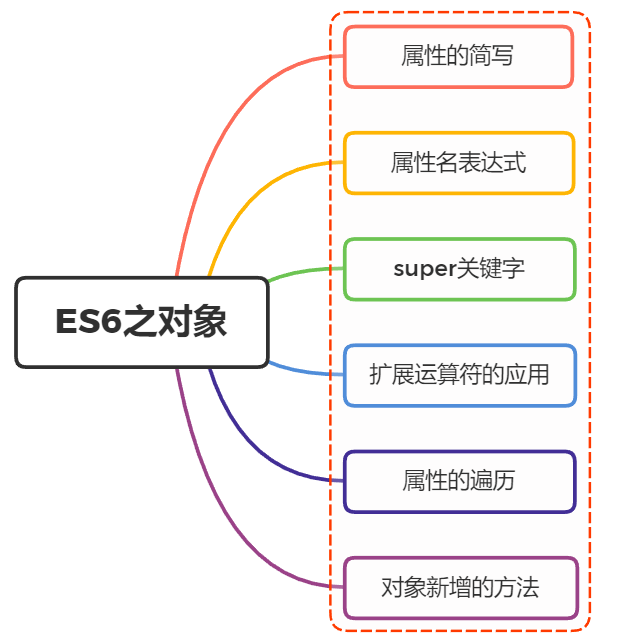 属性的简写
属性名表达式
super关键字
ES6之对象
扩展运算符的应用
属性的遍历
对象新增的方法